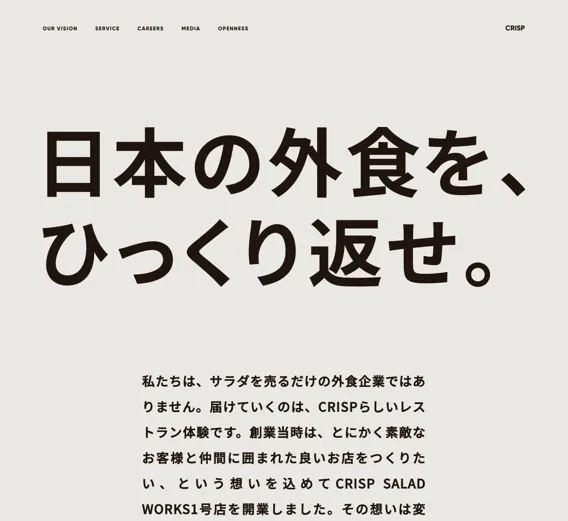 OUR VISION SERVICE CAREERS MEDIA OPENNESS CRISP
日本の外食を、
ひっくり返せ。
私たちは、サラダを売るだけの外食企業ではあ
りません。届けていくのは、CRISPらしいレス
トラン体験です。創業当時は、とにかく素敵な
お客様と仲間に囲まれた良いお店をつくりた
い、という想いを込めてCRISP SALAD
WORKS1号店を開業しました。その想いは変